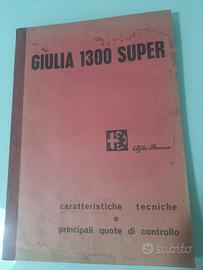 GIULIA 1300 SUPER
Alfa Romeo
caratteristiche tecniche
e
principali quote di controllo
subito